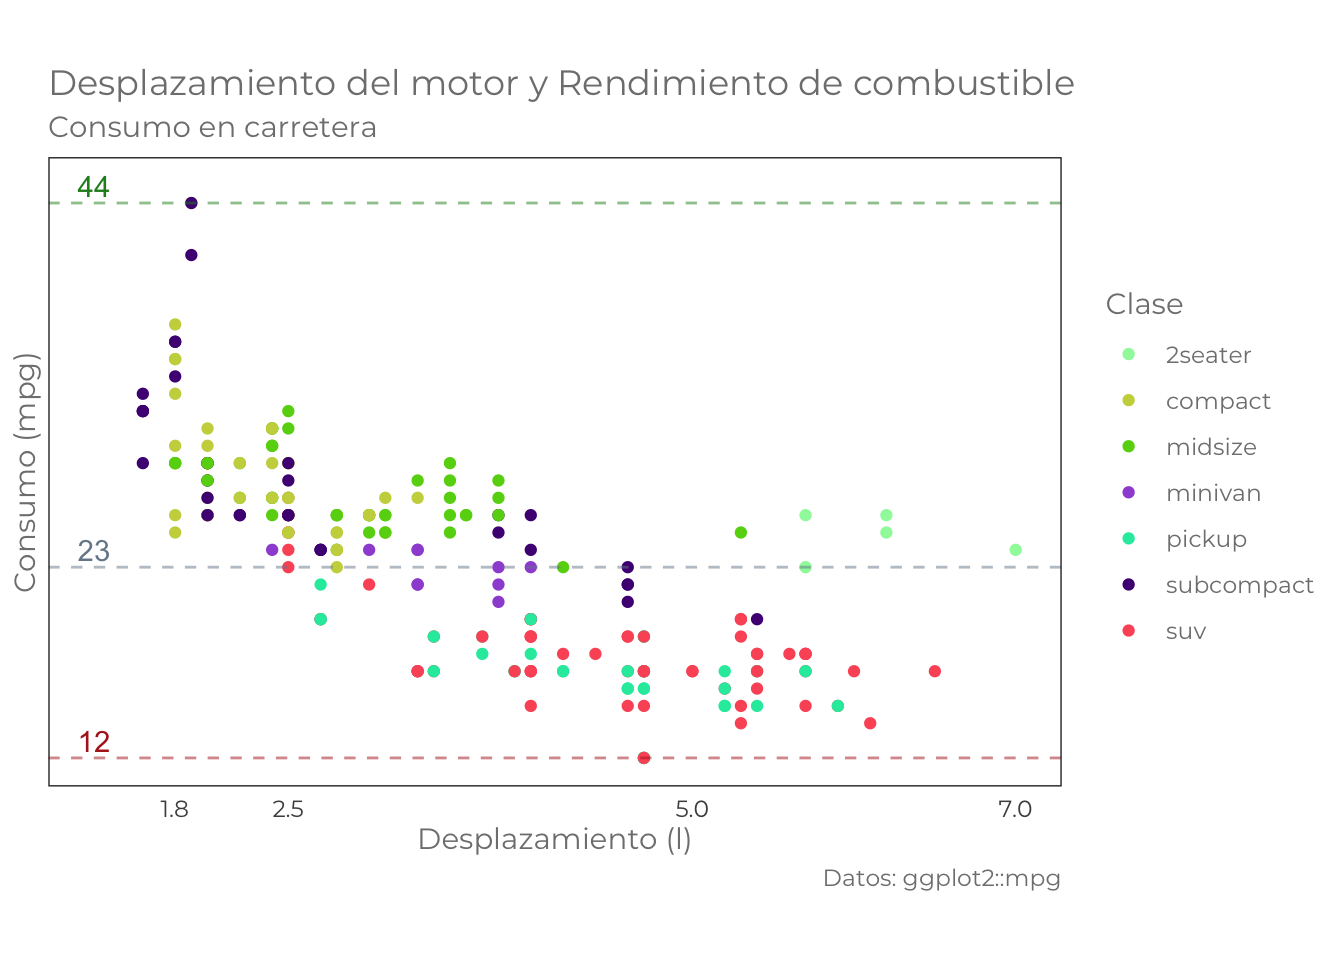 Desplazamiento del motor y Rendimiento de combustible
Consumo en carretera
44
23
12
Consumo (mpg)
1.8 2.5 5.0 7.0
Desplazamiento (l)
Datos: ggplot2::mpg
Clase
2seater
compact
midsize
minivan
pickup
subcompact
suv